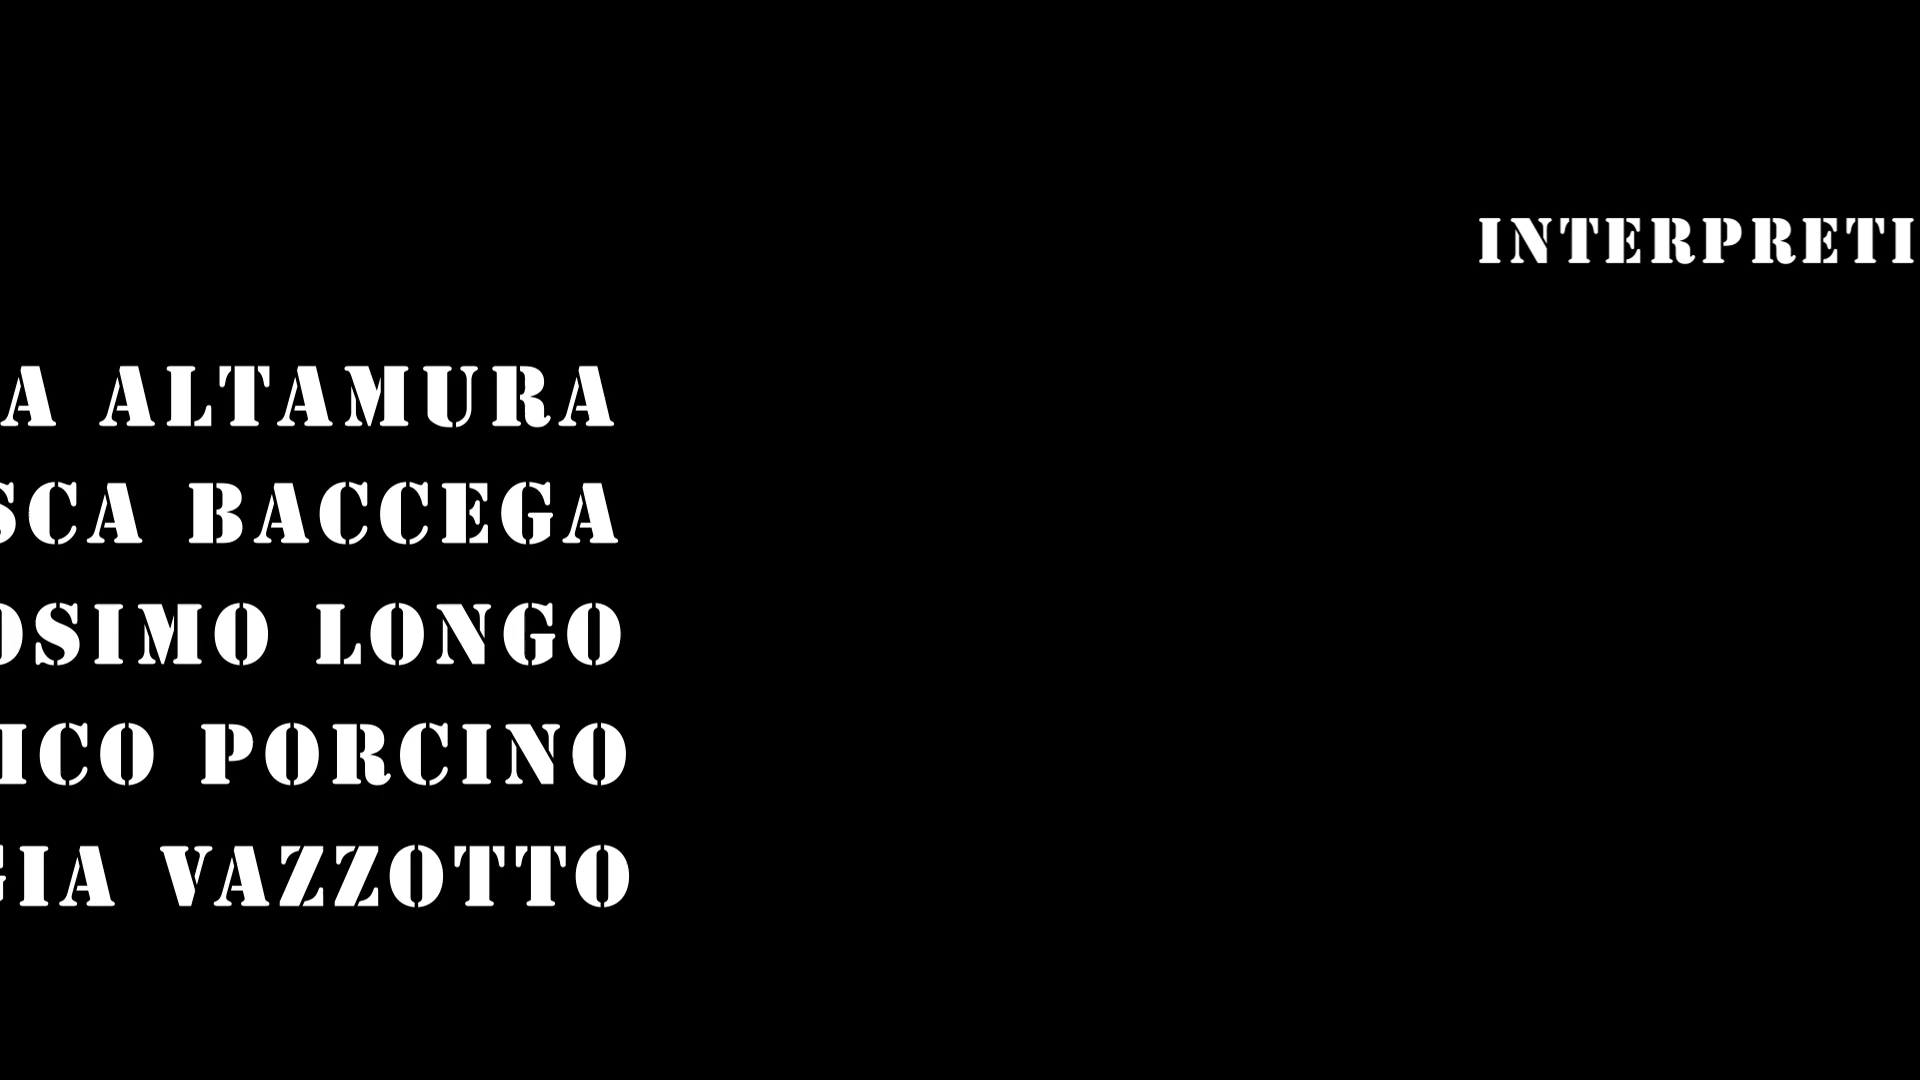 INTERPRETI
A ALTAMURA
SCA BACCEGA
OSIMO LONGO
ICO PORCINO
GIA VAZZOTTO